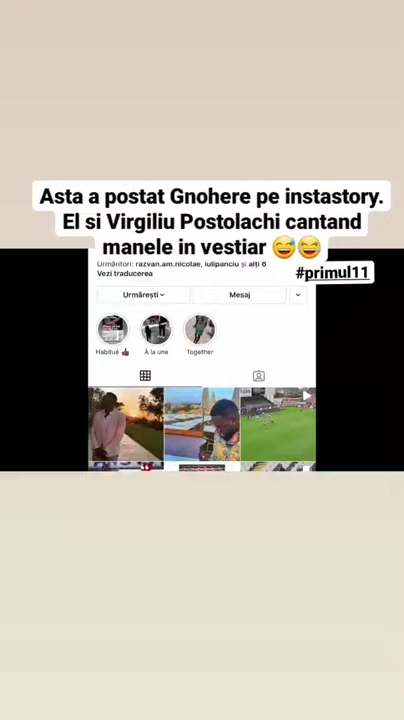 Asta a postat Gnohere pe instastory.
El si Virgiliu Postolachi cantand
manele in vestiar 😅😂
#primul11
Următori: razvan.am.nicolae, iulipanciu și alți 6
Vezi traducerea
Urmărești
Mesaj
Habitué 👍🏿 À la une Together